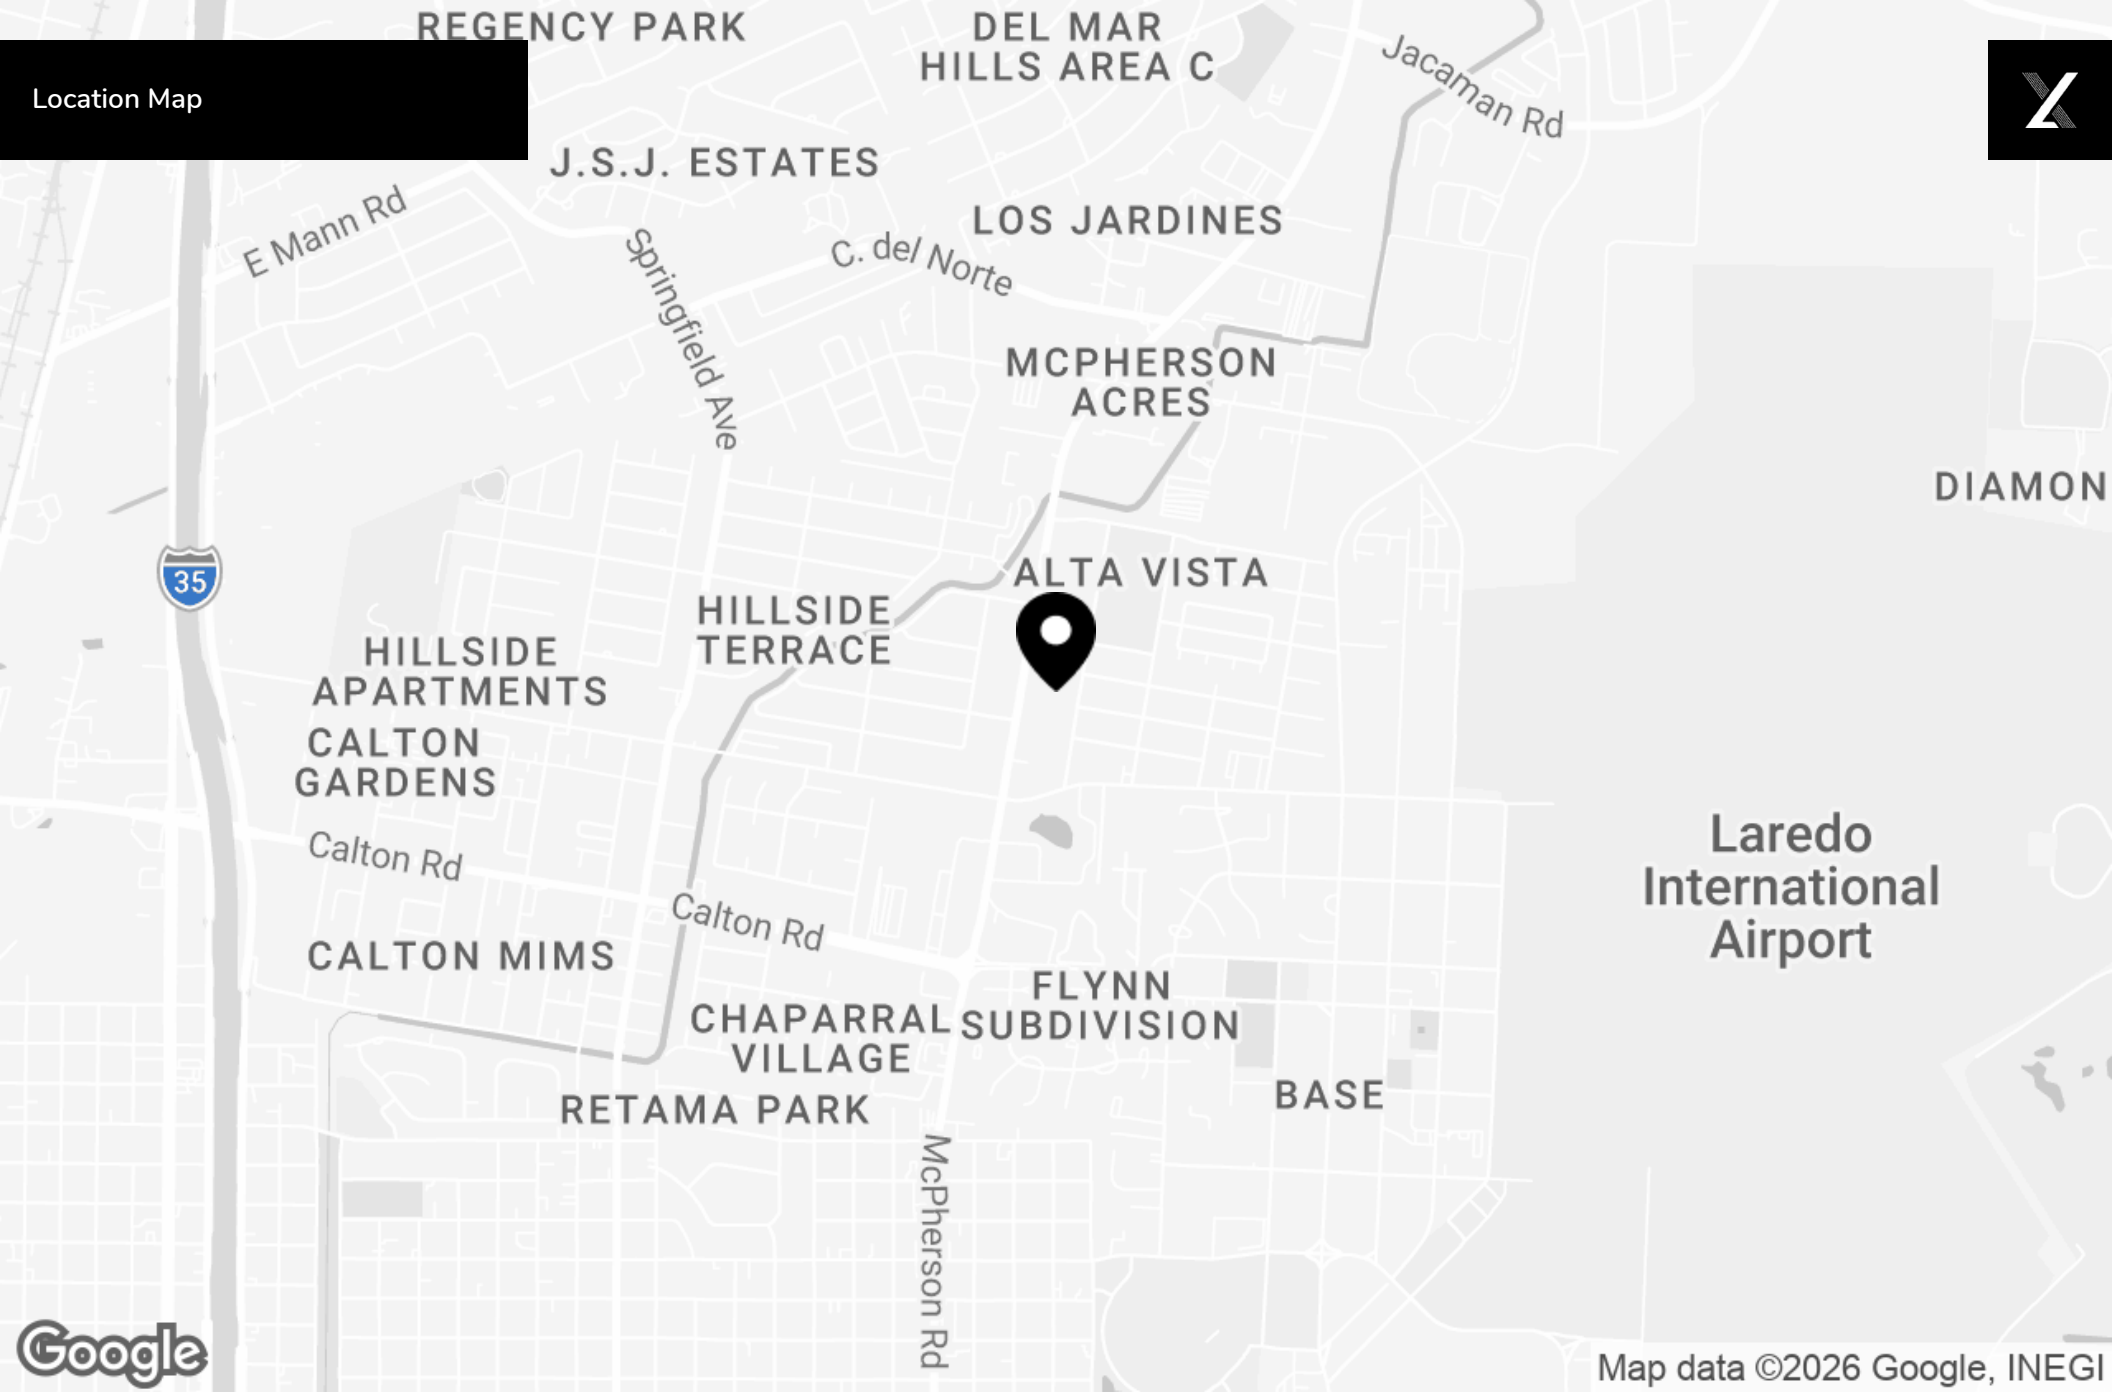 REGENCY PARK
DEL MAR
HILLS AREA C
Jacaman Rd
Location Map
J.S.J. ESTATES
E Mann Rd
LOS JARDINES
Springfield Ave
C. del Norte
MCPHERSON
ACRES
DIAMON
35
ALTA VISTA
HILLSIDE
TERRACE
HILLSIDE
APARTMENTS
CALTON
GARDENS
Laredo
International
Airport
Calton Rd
Calton Rd
CALTON MIMS
FLYNN
SUBDIVISION
CHAPARRAL
VILLAGE
BASE
RETAMA PARK
McPherson Rd
Google
Map data ©2026 Google, INEGI